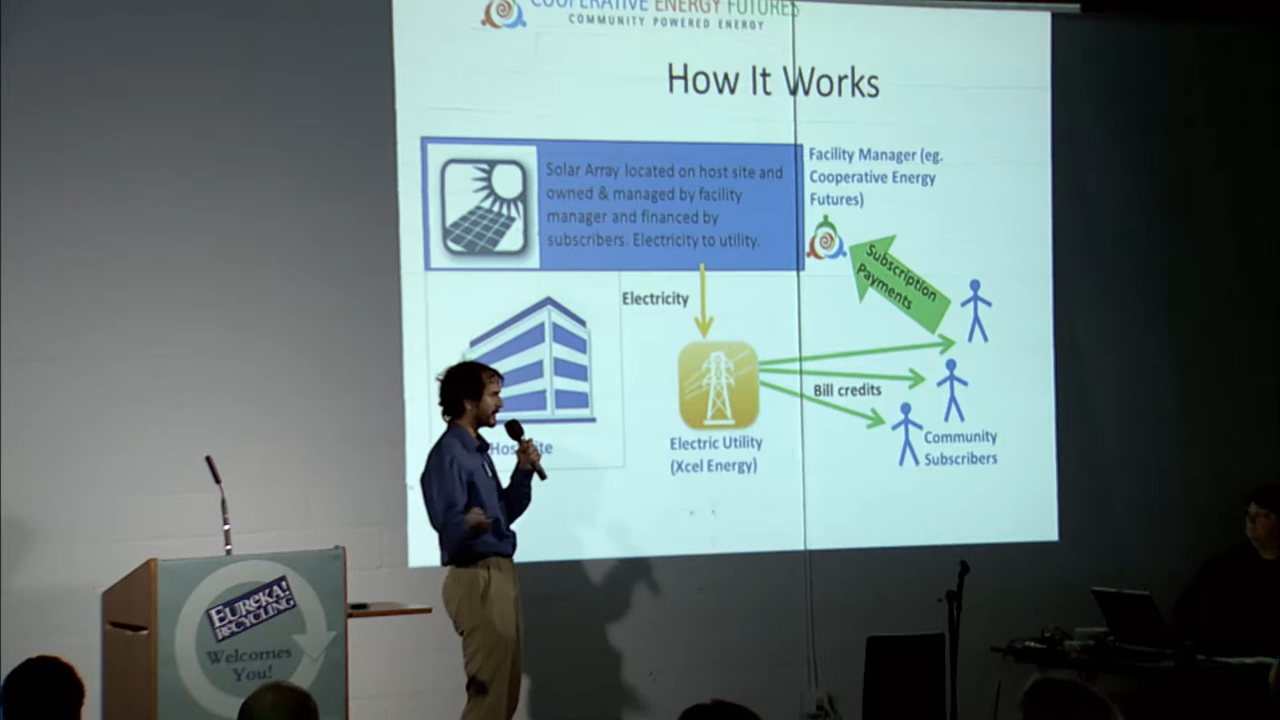 COOPERATIVE ENERGY FUTURES
COMMUNITY POWERED ENERGY
How It Works
Solar Array located on host site and
owned & managed by facility
manager and financed by
subscribers. Electricity to utility.
Facility Manager (eg.
Cooperative Energy
Futures)
Subscription
Payments
Electricity
Bill credits
Host Site
Electric Utility
(Xcel Energy)
Community
Subscribers
EUREKA!
RECYCLING
Welcomes
You!